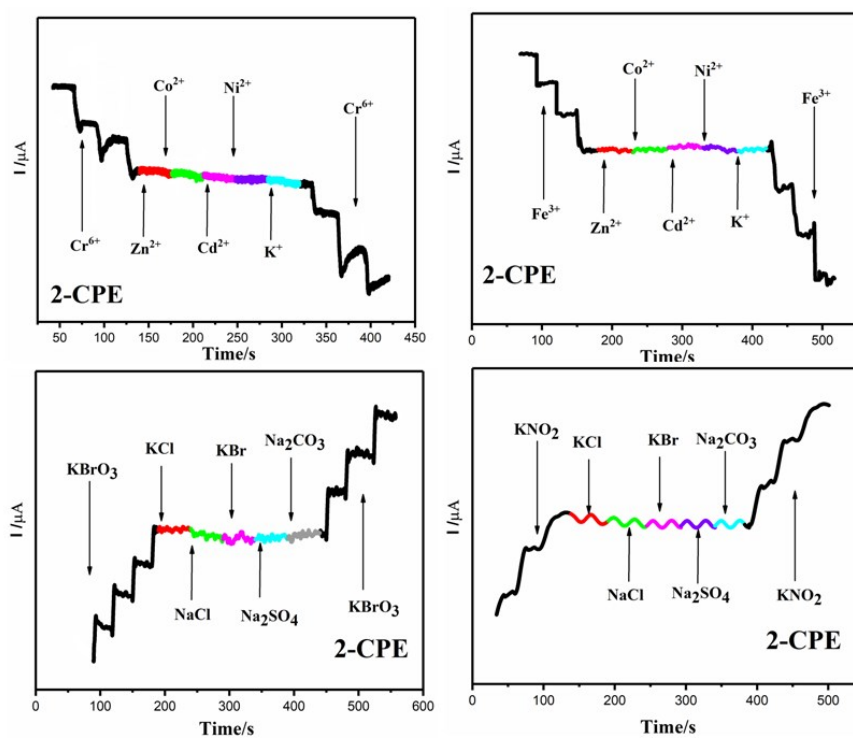 Co²⁺ Ni²⁺ Cr⁶⁺
Cr⁶⁺ Zn²⁺ Cd²⁺ K⁺
2-CPE
I /μA
50 100 150 200 250 300 350 400 450
Time/s
Co²⁺ Ni²⁺ Fe³⁺
Fe³⁺ Zn²⁺ Cd²⁺ K⁺
2-CPE
I /μA
0 100 200 300 400 500
Time/s
KBrO₃ KCl KBr Na₂CO₃
NaCl Na₂SO₄ KBrO₃
2-CPE
I /μA
0 100 200 300 400 500 600
Time/s
KNO₂ KCl KBr Na₂CO₃
NaCl Na₂SO₄ KNO₂
2-CPE
I /μA
0 100 200 300 400 500
Time/s